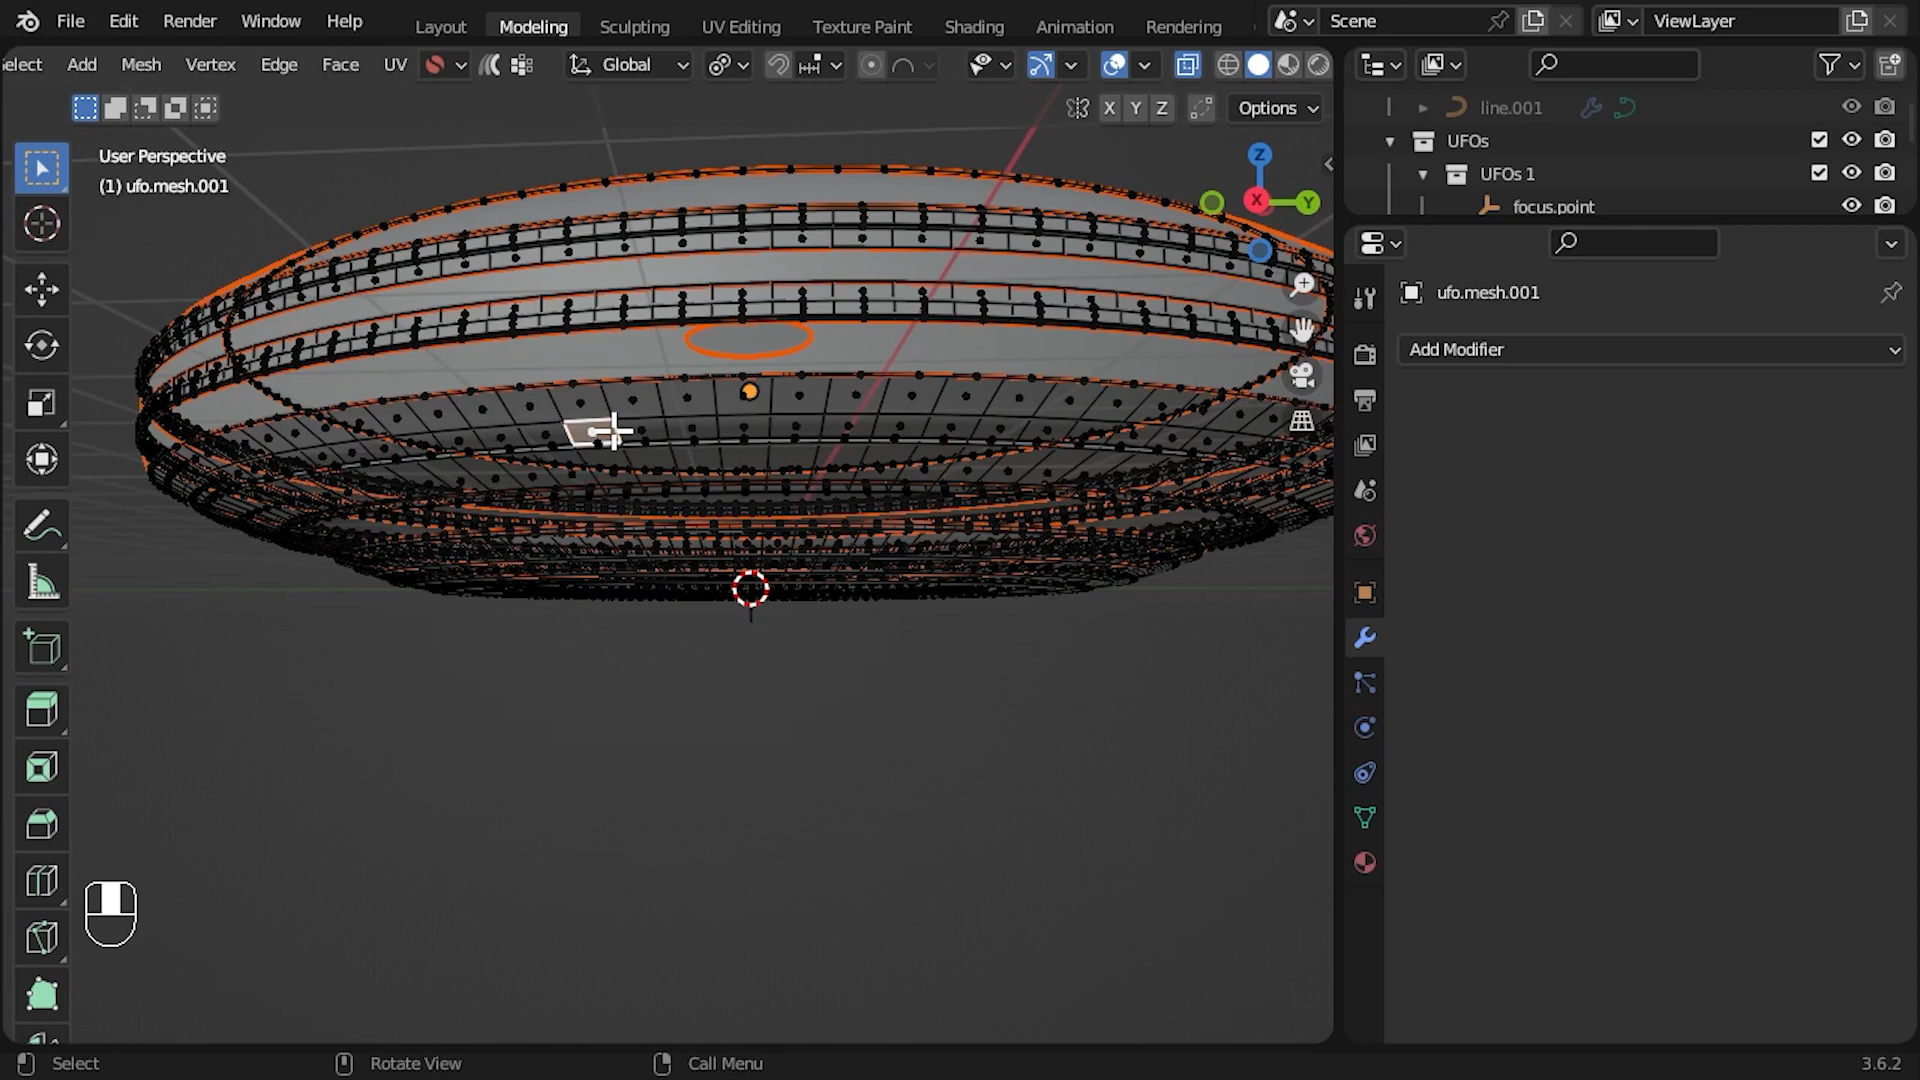 File Edit Render Window Help Layout Modeling Sculpting UV Editing Texture Paint Shading Animation Rendering Scene ViewLayer
elect Add Mesh Vertex Edge Face UV Global
X Y Z Options
line.001
UFOs
UFOs 1
focus.point
User Perspective
(1) ufo.mesh.001
Z
X
Y
ufo.mesh.001
Add Modifier
Select Rotate View Call Menu 3.6.2